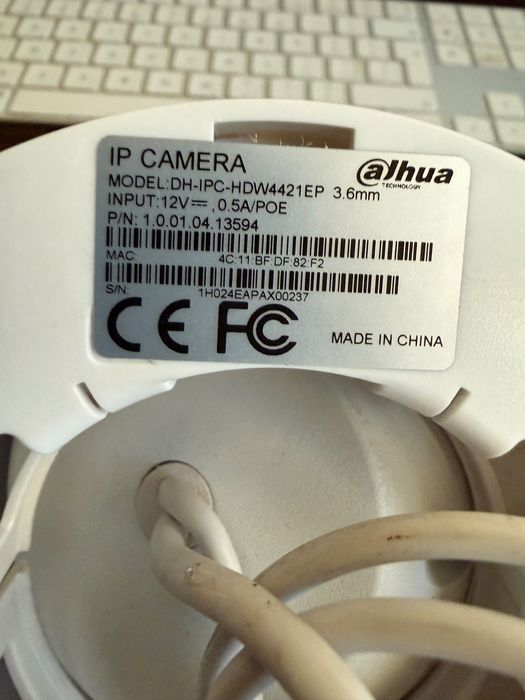 IP CAMERA
alhua
TECHNOLOGY
MODEL:DH-IPC-HDW4421EP 3.6mm
INPUT:12V⎓, 0.5A/POE
P/N: 1.0.01.04.13594
MAC: 4C:11:BF:DF:82:F2
S/N: 1H024EAPAX00237
CE FC
MADE IN CHINA